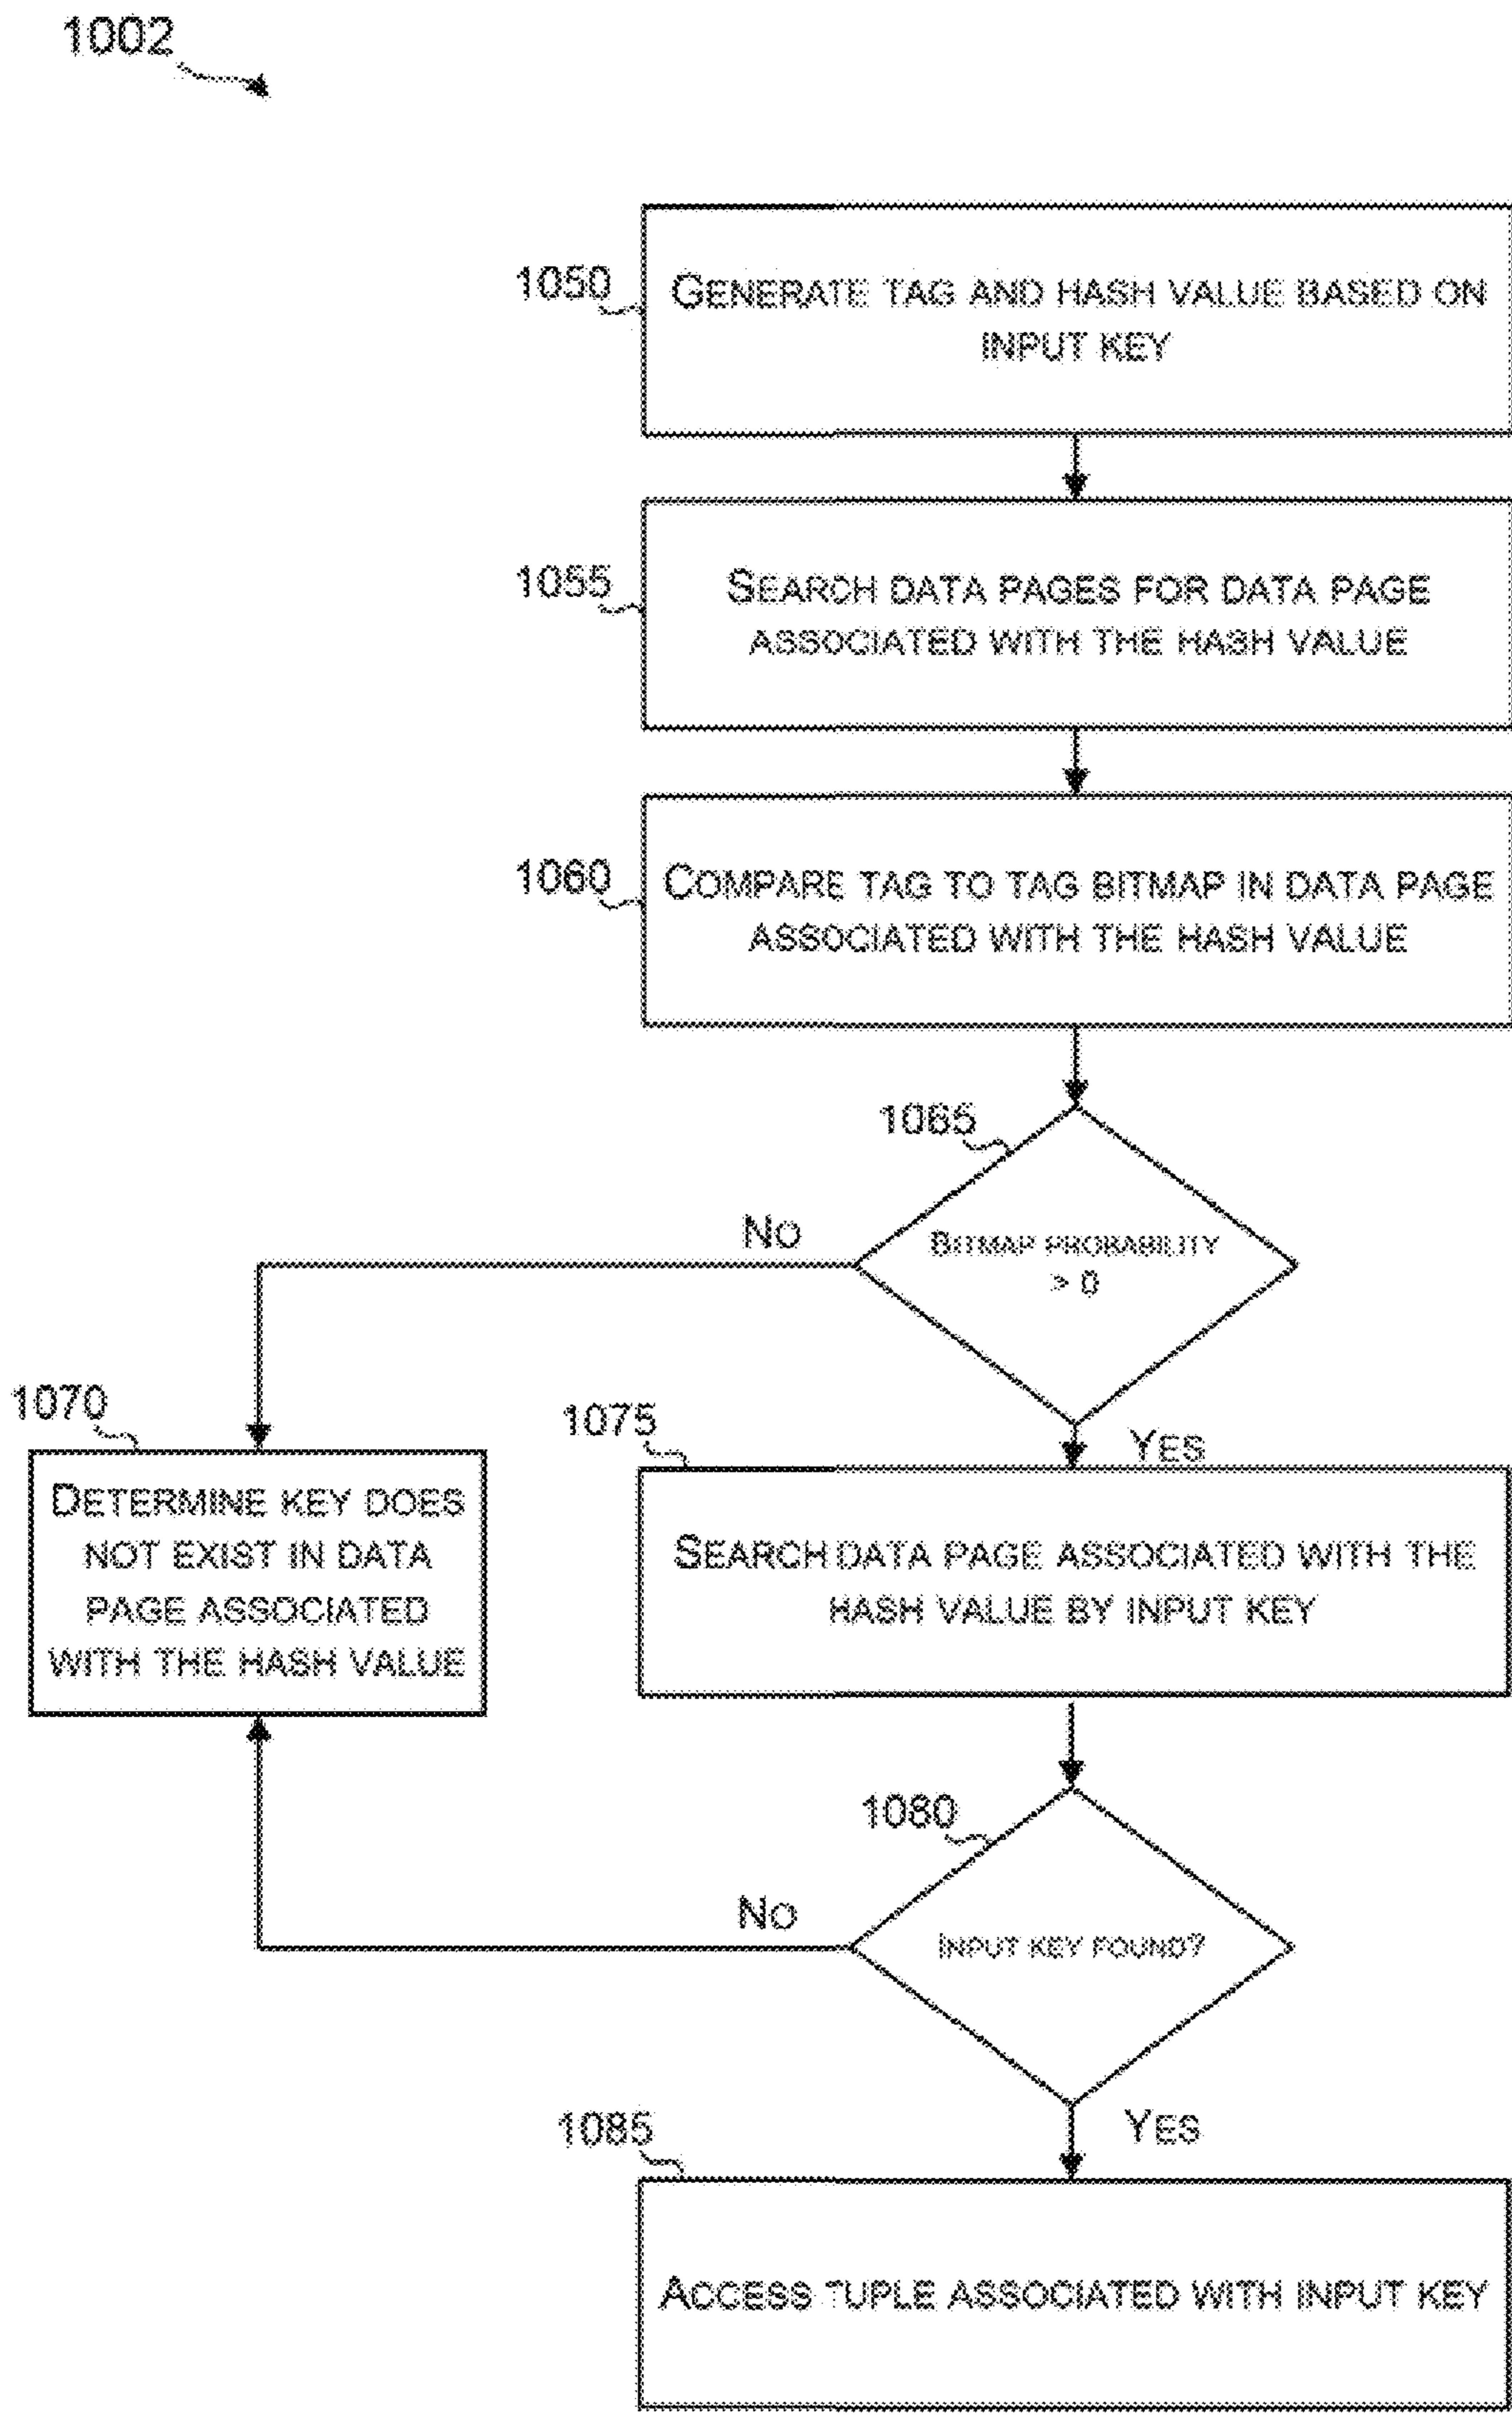 1002
1050
GENERATE TAG AND HASH VALUE BASED ON
INPUT KEY
1055
SEARCH DATA PAGES FOR DATA PAGE
ASSOCIATED WITH THE HASH VALUE
1060
COMPARE TAG TO TAG BITMAP IN DATA PAGE
ASSOCIATED WITH THE HASH VALUE
1065
NO
BITMAP PROBABILITY
> 0
1070
1075
YES
DETERMINE KEY DOES
NOT EXIST IN DATA
PAGE ASSOCIATED
WITH THE HASH VALUE
SEARCH DATA PAGE ASSOCIATED WITH THE
HASH VALUE BY INPUT KEY
1080
NO
INPUT KEY FOUND?
1085
YES
ACCESS TUPLE ASSOCIATED WITH INPUT KEY